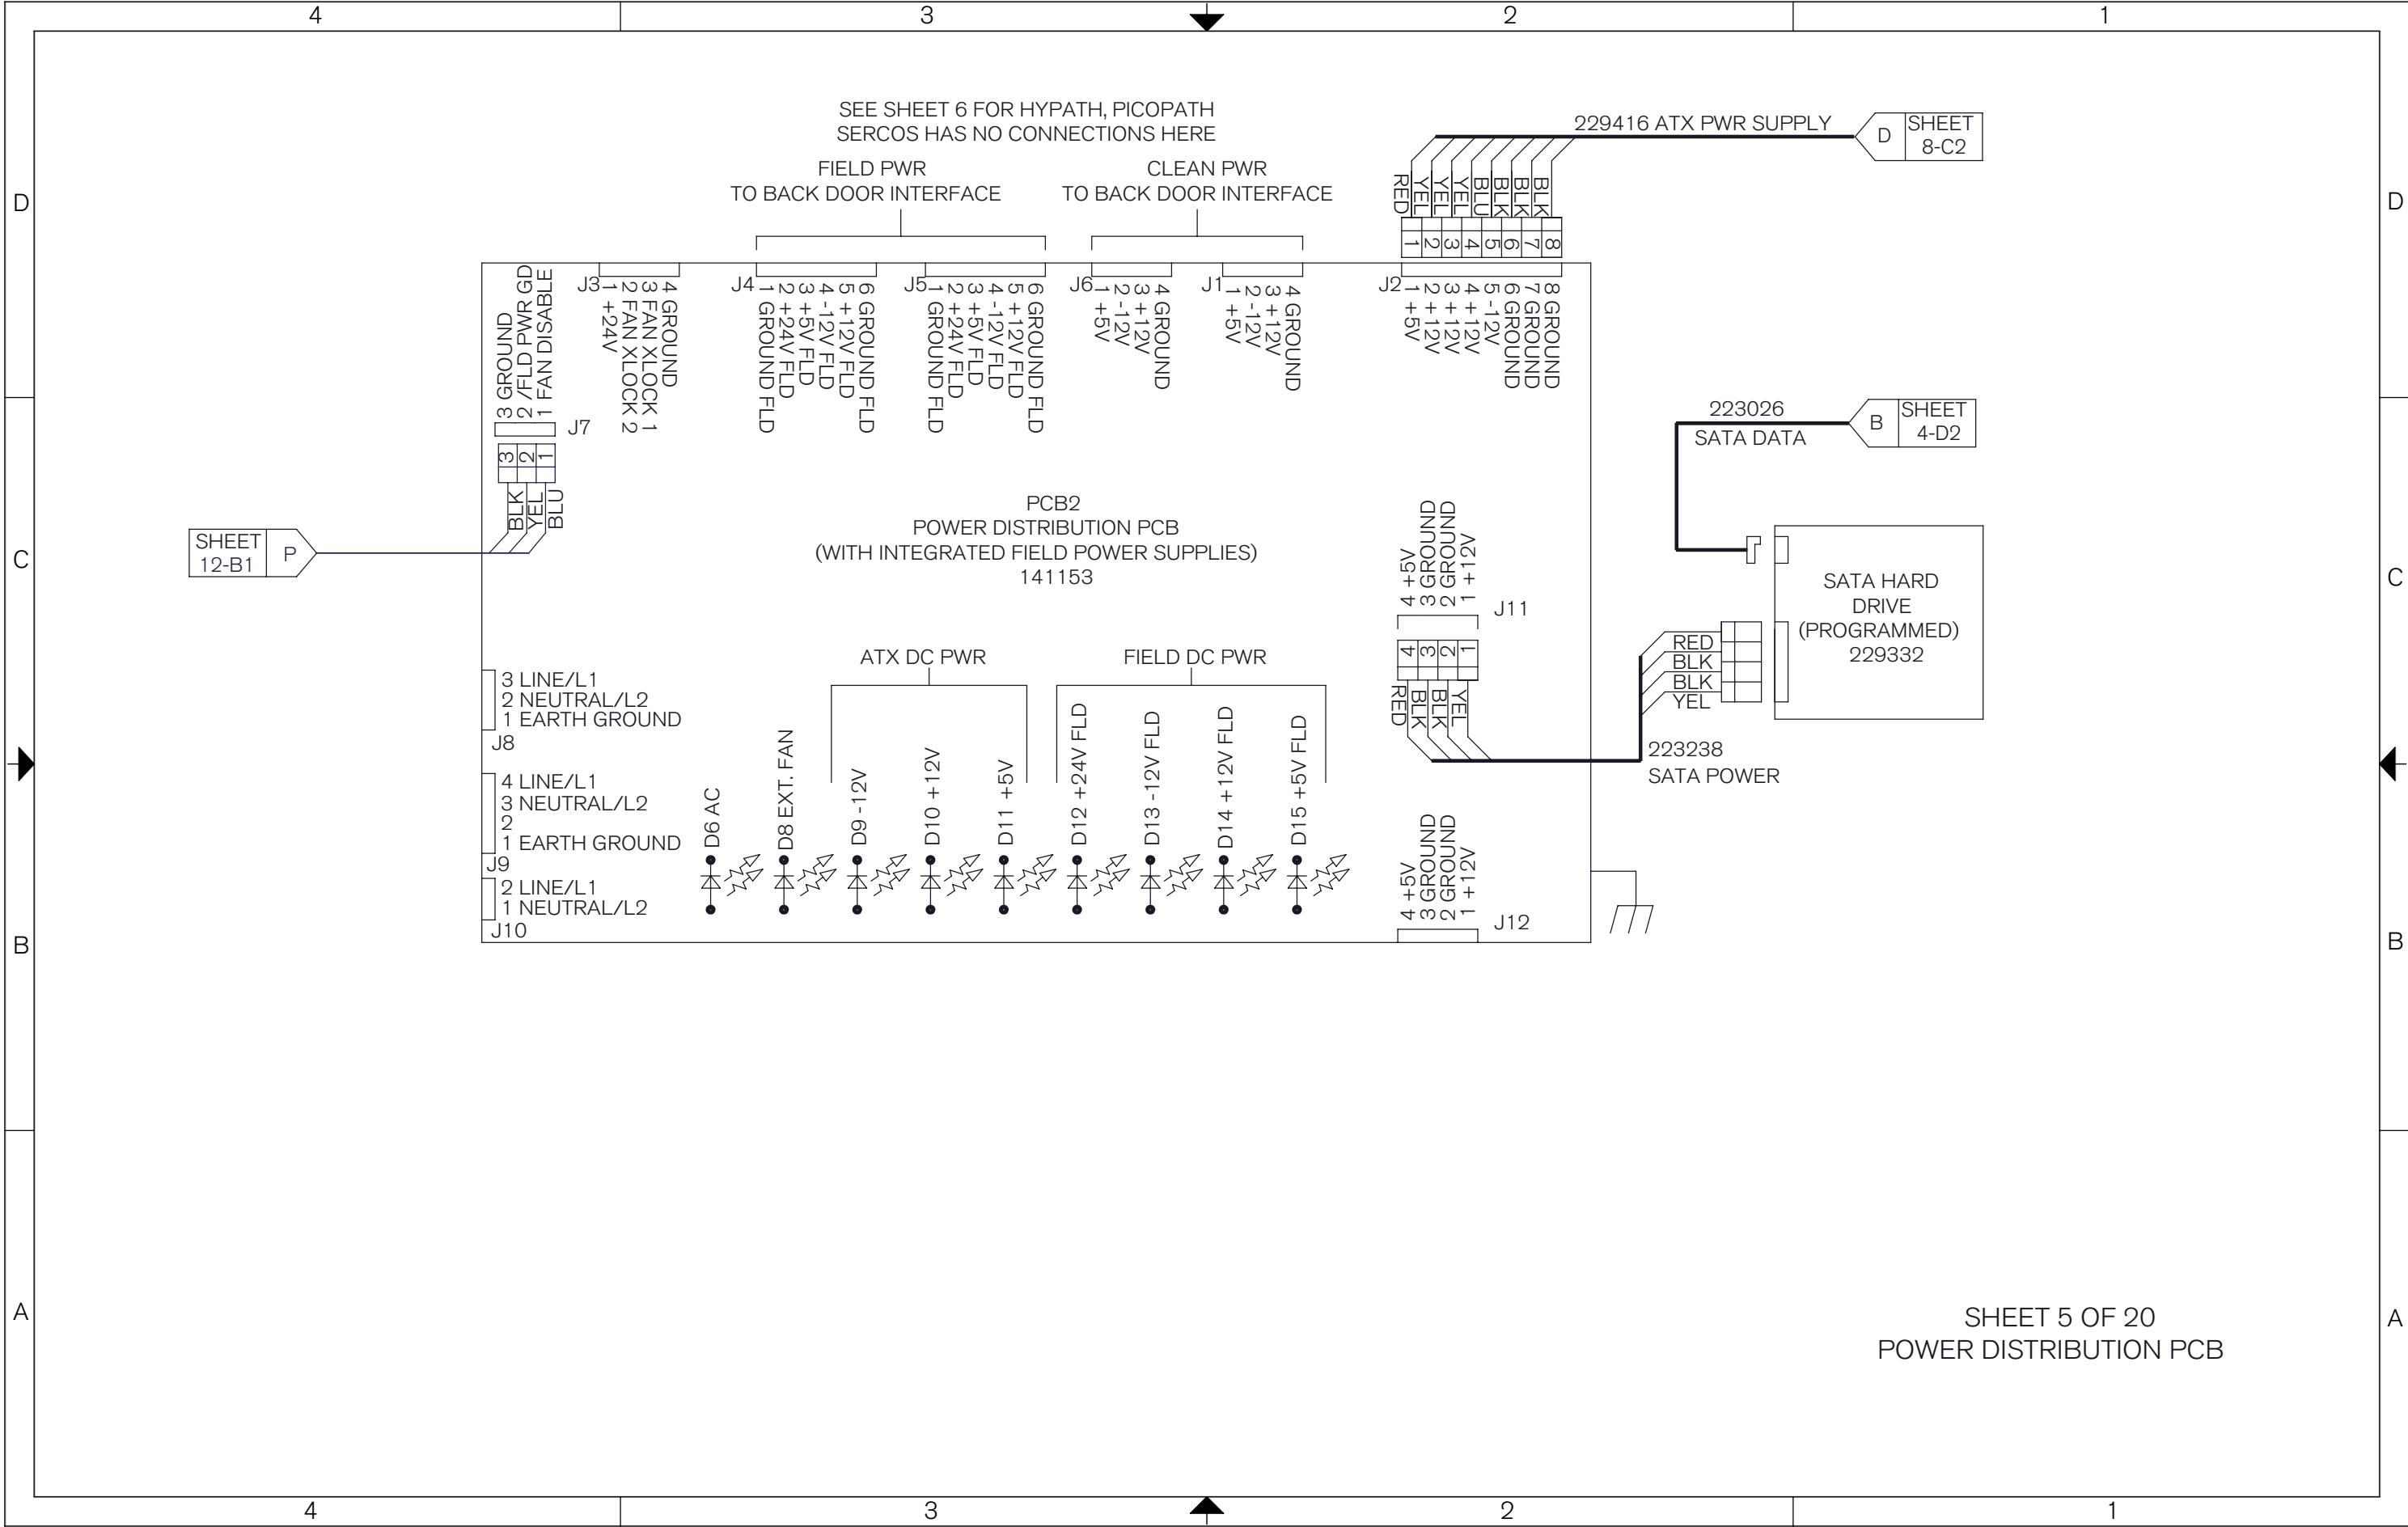 4
3
2
1
D
D
C
C
B
B
A
A
SEE SHEET 6 FOR HYPATH, PICOPATH
SERCOS HAS NO CONNECTIONS HERE
FIELD PWR
TO BACK DOOR INTERFACE
CLEAN PWR
TO BACK DOOR INTERFACE
229416 ATX PWR SUPPLY
D
SHEET
8-C2
RED
YEL
YEL
YEL
BLU
BLK
BLK
BLK
1
2
3
4
5
6
7
8
3 GROUND
2 /FLD PWR GD
1 FAN DISABLE
J7
3
2
1
BLK
YEL
BLU
SHEET
12-B1
P
J3
1 +24V
2 FAN XLOCK 2
3 FAN XLOCK 1
4 GROUND
J4
1 GROUND FLD
2 +24V FLD
3 +5V FLD
4 -12V FLD
5 +12V FLD
6 GROUND FLD
J5
1 GROUND FLD
2 +24V FLD
3 +5V FLD
4 -12V FLD
5 +12V FLD
6 GROUND FLD
J6
1 +5V
2 -12V
3 +12V
4 GROUND
J1
1 +5V
2 -12V
3 +12V
4 GROUND
J2
1 +5V
2 +12V
3 +12V
4 +12V
5 -12V
6 GROUND
7 GROUND
8 GROUND
223026
SATA DATA
B
SHEET
4-D2
PCB2
POWER DISTRIBUTION PCB
(WITH INTEGRATED FIELD POWER SUPPLIES)
141153
4 +5V
3 GROUND
2 GROUND
1 +12V
J11
4
3
2
1
RED
BLK
BLK
YEL
SATA HARD
DRIVE
(PROGRAMMED)
229332
RED
BLK
BLK
YEL
223238
SATA POWER
3 LINE/L1
2 NEUTRAL/L2
1 EARTH GROUND
J8
4 LINE/L1
3 NEUTRAL/L2
2
1 EARTH GROUND
J9
2 LINE/L1
1 NEUTRAL/L2
J10
ATX DC PWR
FIELD DC PWR
D6 AC
D8 EXT. FAN
D9 -12V
D10 +12V
D11 +5V
D12 +24V FLD
D13 -12V FLD
D14 +12V FLD
D15 +5V FLD
4 +5V
3 GROUND
2 GROUND
1 +12V
J12
SHEET 5 OF 20
POWER DISTRIBUTION PCB
4
3
2
1